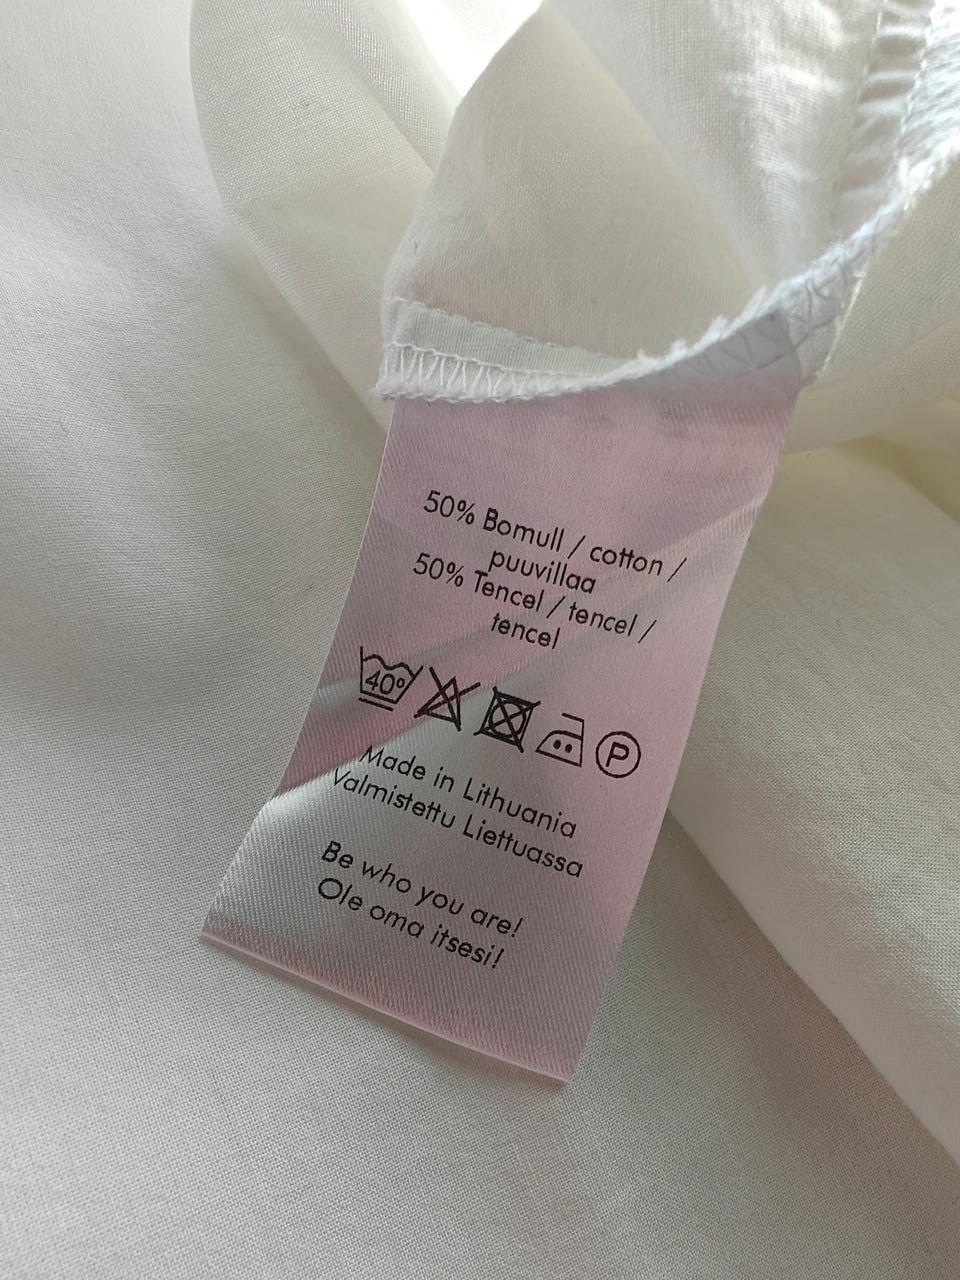 50% Bomull / cotton /
puuvillaa
50% Tencel / tencel /
tencel
40°
P
Made in Lithuania
Valmistettu Liettuassa
Be who you are!
Ole oma itsesi!